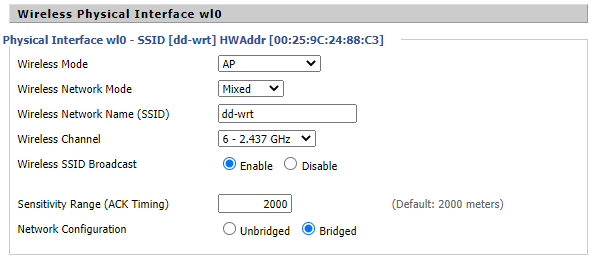 Wireless Physical Interface wl0
Physical Interface wl0 - SSID [dd-wrt] HWAddr [00:25:9C:24:88:C3]
Wireless Mode AP
Wireless Network Mode Mixed
Wireless Network Name (SSID) dd-wrt
Wireless Channel 6 - 2.437 GHz
Wireless SSID Broadcast Enable Disable
Sensitivity Range (ACK Timing) 2000 (Default: 2000 meters)
Network Configuration Unbridged Bridged